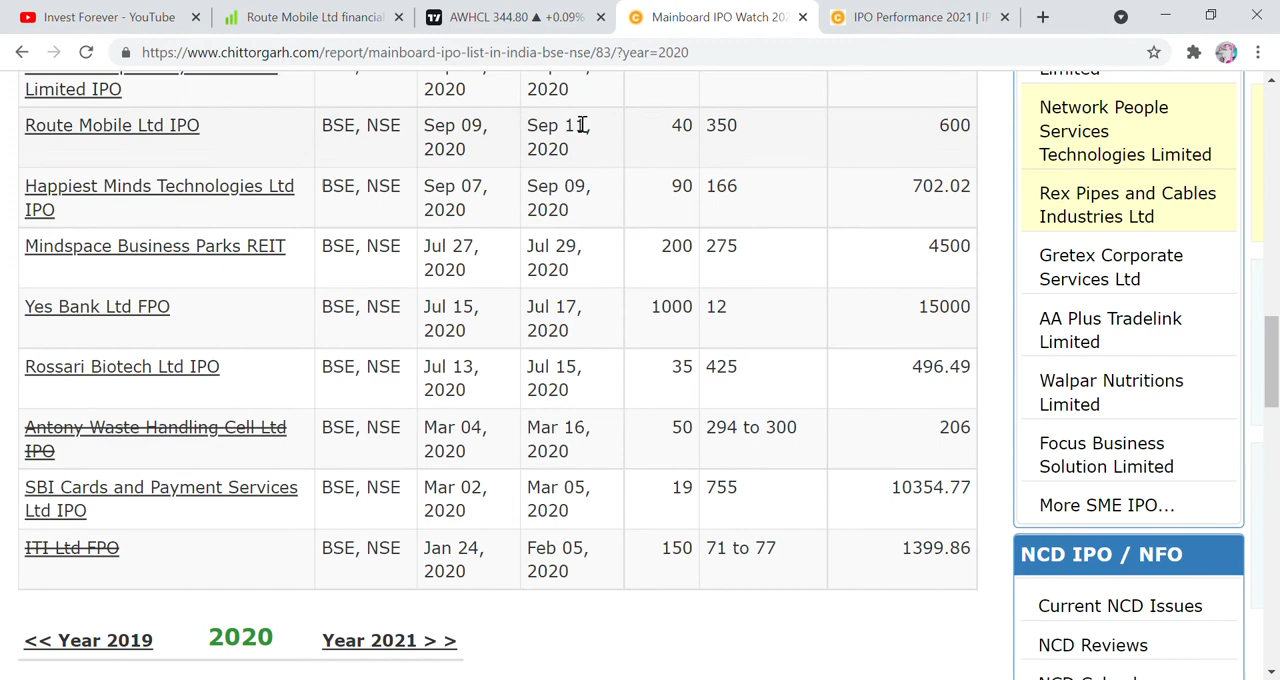 Invest Forever - YouTube
Route Mobile Ltd financial
AWHCL 344.80 ▲ +0.09%
Mainboard IPO Watch 202
IPO Performance 2021 | IP
https://www.chittorgarh.com/report/mainboard-ipo-list-in-india-bse-nse/83/?year=2020
Limited IPO
2020
2020
Route Mobile Ltd IPO
BSE, NSE
Sep 09,
2020
Sep 11,
2020
40
350
600
Happiest Minds Technologies Ltd
IPO
BSE, NSE
Sep 07,
2020
Sep 09,
2020
90
166
702.02
Mindspace Business Parks REIT
BSE, NSE
Jul 27,
2020
Jul 29,
2020
200
275
4500
Yes Bank Ltd FPO
BSE, NSE
Jul 15,
2020
Jul 17,
2020
1000
12
15000
Rossari Biotech Ltd IPO
BSE, NSE
Jul 13,
2020
Jul 15,
2020
35
425
496.49
Antony Waste Handling Cell Ltd
IPO
BSE, NSE
Mar 04,
2020
Mar 16,
2020
50
294 to 300
206
SBI Cards and Payment Services
Ltd IPO
BSE, NSE
Mar 02,
2020
Mar 05,
2020
19
755
10354.77
ITI Ltd FPO
BSE, NSE
Jan 24,
2020
Feb 05,
2020
150
71 to 77
1399.86
<< Year 2019
2020
Year 2021 > >
Limited
Network People
Services
Technologies Limited
Rex Pipes and Cables
Industries Ltd
Gretex Corporate
Services Ltd
AA Plus Tradelink
Limited
Walpar Nutritions
Limited
Focus Business
Solution Limited
More SME IPO...
NCD IPO / NFO
Current NCD Issues
NCD Reviews